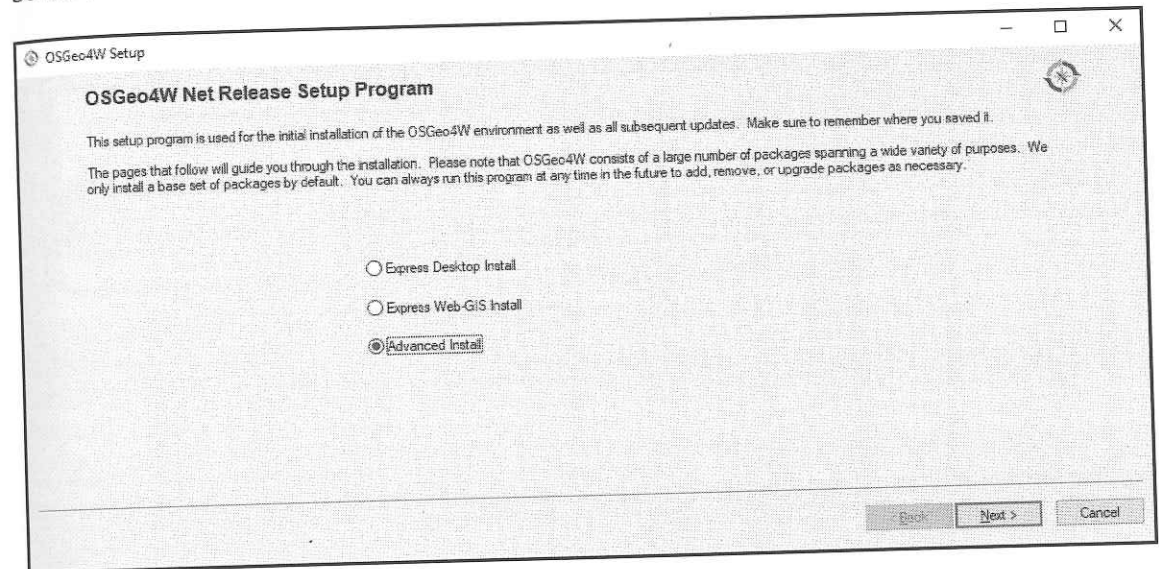 OSGeo4W Setup
OSGeo4W Net Release Setup Program
This setup program is used for the initial installation of the OSGeo4W environment as well as all subsequent updates. Make sure to remember where you saved it.
The pages that follow will guide you through the installation. Please note that OSGeo4W consists of a large number of packages spanning a wide variety of purposes. We
only install a base set of packages by default. You can always run this program at any time in the future to add, remove, or upgrade packages as necessary.
Express Desktop Install
Express Web-GIS Install
Advanced Install
< Back Next > Cancel